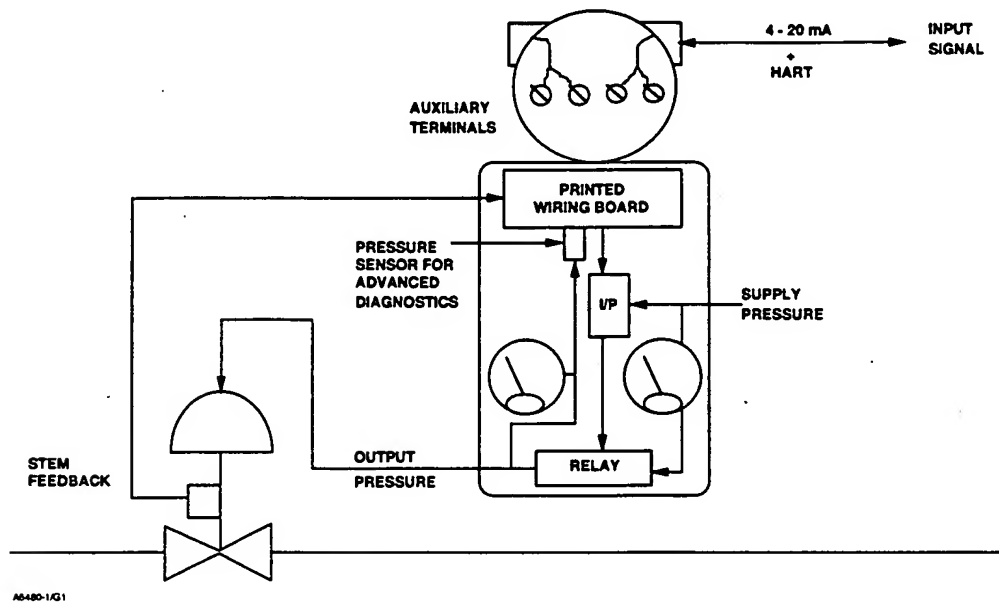 4 - 20 mA
+
HART
INPUT
SIGNAL
AUXILIARY
TERMINALS
PRINTED
WIRING BOARD
PRESSURE
SENSOR FOR
ADVANCED
DIAGNOSTICS
I/P
SUPPLY
PRESSURE
STEM
FEEDBACK
OUTPUT
PRESSURE
RELAY
A6480-1/G1